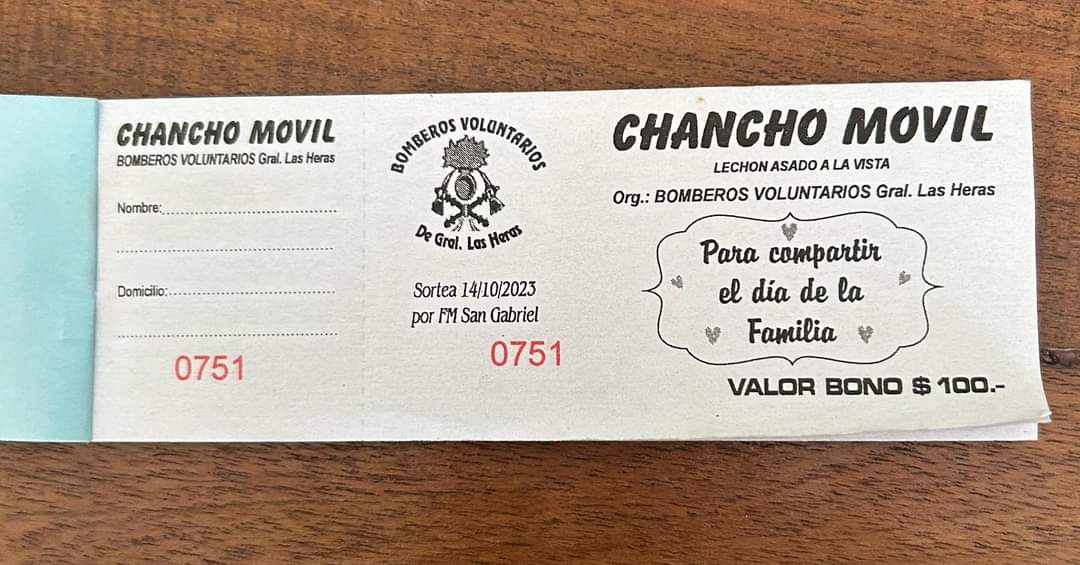 CHANCHO MOVIL
BOMBEROS VOLUNTARIOS Gral. Las Heras
Nombre:
Domicilio:
0751
BOMBEROS VOLUNTARIOS
De Gral. Las Heras
Sortea 14/10/2023
por FM San Gabriel
0751
CHANCHO MOVIL
LECHON ASADO A LA VISTA
Org.: BOMBEROS VOLUNTARIOS Gral. Las Heras
Para compartir
el día de la
Familia
VALOR BONO $ 100.-